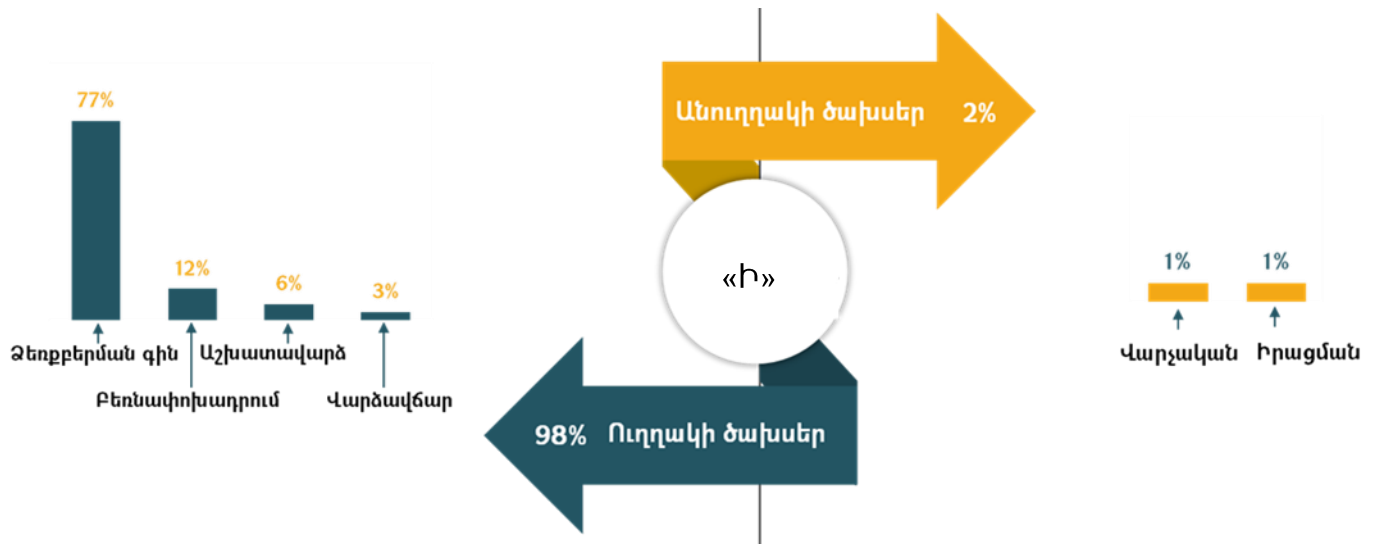 77%
12%
6%
3%
Ձեռքբերման գին
Աշխատավարձ
Բեռնափոխադրում
Վարձավճար
Անուղղակի ծախսեր 2%
«Ի»
98% Ուղղակի ծախսեր
1%
1%
Վարչական
Իրացման